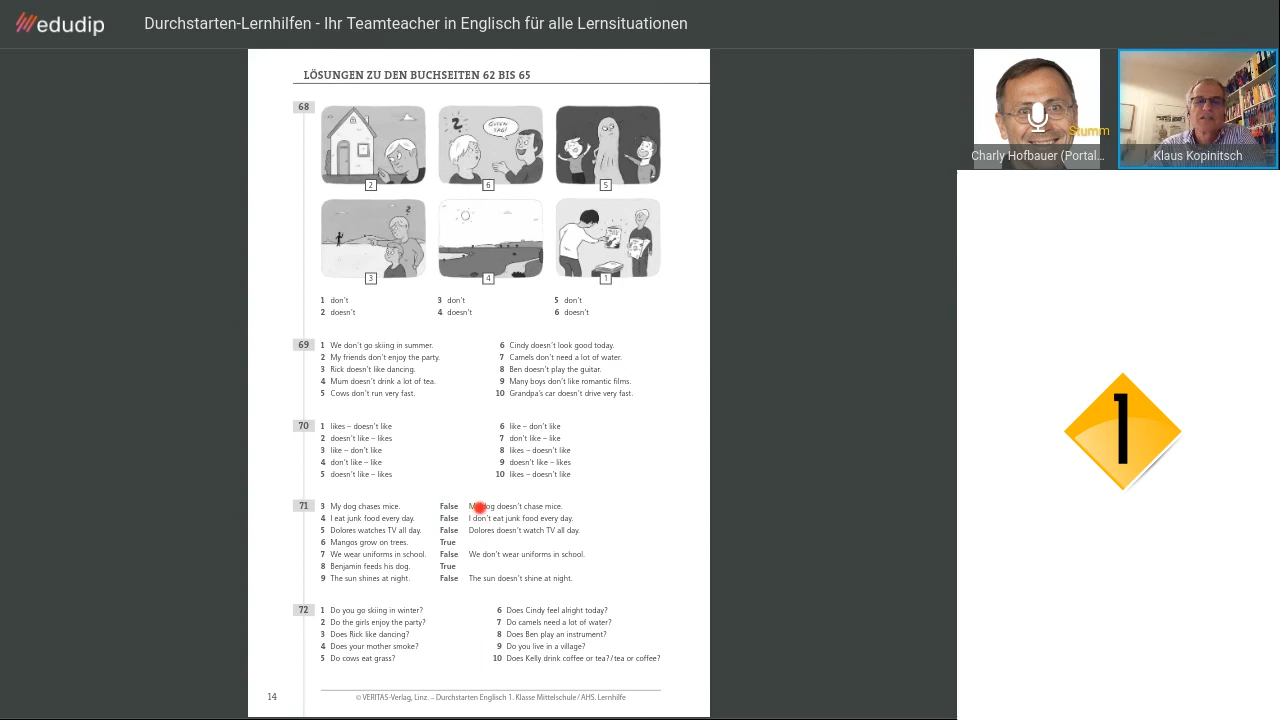 edudip
Durchstarten-Lernhilfen - Ihr Teamteacher in Englisch für alle Lernsituationen
Stumm
Charly Hofbauer (Portal...
Klaus Kopinitsch
LÖSUNGEN ZU DEN BUCHSEITEN 62 BIS 65
68
?
GUTEN TAG!
2
6
5
?
3
4
1
1 don't
2 doesn't
3 don't
4 doesn't
5 don't
6 doesn't
69
1 We don't go skiing in summer.
2 My friends don't enjoy the party.
3 Rick doesn't like dancing.
4 Mum doesn't drink a lot of tea.
5 Cows don't run very fast.
6 Cindy doesn't look good today.
7 Camels don't need a lot of water.
8 Ben doesn't play the guitar.
9 Many boys don't like romantic films.
10 Grandpa's car doesn't drive very fast.
70
1 likes – doesn't like
2 doesn't like – likes
3 like – don't like
4 don't like – like
5 doesn't like – likes
6 like – don't like
7 don't like – like
8 likes – doesn't like
9 doesn't like – likes
10 likes – doesn't like
71
3 My dog chases mice. False My dog doesn't chase mice.
4 I eat junk food every day. False I don't eat junk food every day.
5 Dolores watches TV all day. False Dolores doesn't watch TV all day.
6 Mangos grow on trees. True
7 We wear uniforms in school. False We don't wear uniforms in school.
8 Benjamin feeds his dog. True
9 The sun shines at night. False The sun doesn't shine at night.
72
1 Do you go skiing in winter?
2 Do the girls enjoy the party?
3 Does Rick like dancing?
4 Does your mother smoke?
5 Do cows eat grass?
6 Does Cindy feel alright today?
7 Do camels need a lot of water?
8 Does Ben play an instrument?
9 Do you live in a village?
10 Does Kelly drink coffee or tea? / tea or coffee?
14
© VERITAS-Verlag, Linz. – Durchstarten Englisch 1. Klasse Mittelschule / AHS. Lernhilfe
1